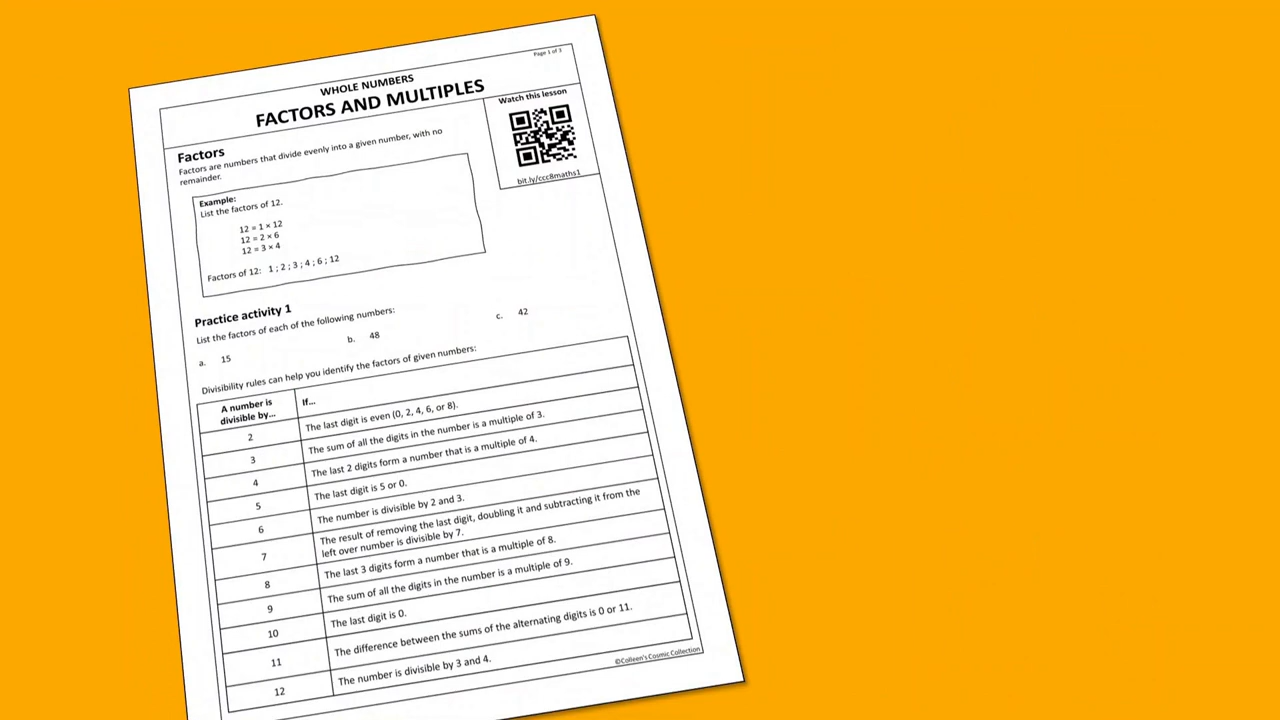 Page 1 of 3
WHOLE NUMBERS
FACTORS AND MULTIPLES
Watch this lesson
bit.ly/ccc8maths1
Factors
Factors are numbers that divide evenly into a given number, with no
remainder.
Example:
List the factors of 12.
12 = 1 × 12
12 = 2 × 6
12 = 3 × 4
Factors of 12: 1 ; 2 ; 3 ; 4 ; 6 ; 12
Practice activity 1
List the factors of each of the following numbers:
a. 15 b. 48 c. 42
Divisibility rules can help you identify the factors of given numbers:
A number is
divisible by... If...
2 The last digit is even (0, 2, 4, 6, or 8).
3 The sum of all the digits in the number is a multiple of 3.
4 The last 2 digits form a number that is a multiple of 4.
5 The last digit is 5 or 0.
6 The number is divisible by 2 and 3.
7 The result of removing the last digit, doubling it and subtracting it from the
left over number is divisible by 7.
8 The last 3 digits form a number that is a multiple of 8.
9 The sum of all the digits in the number is a multiple of 9.
10 The last digit is 0.
11 The difference between the sums of the alternating digits is 0 or 11.
12 The number is divisible by 3 and 4.
©Colleen's Cosmic Collection